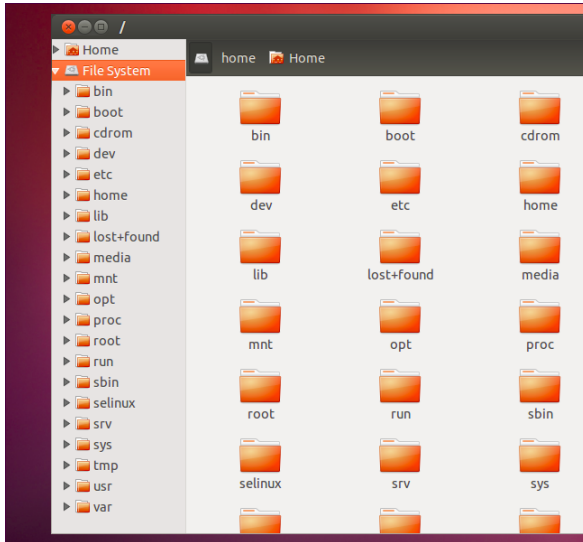 /
Home
File System
bin
boot
cdrom
dev
etc
home
lib
lost+found
media
mnt
opt
proc
root
run
sbin
selinux
srv
sys
tmp
usr
var
home Home
bin boot cdrom
dev etc home
lib lost+found media
mnt opt proc
root run sbin
selinux srv sys